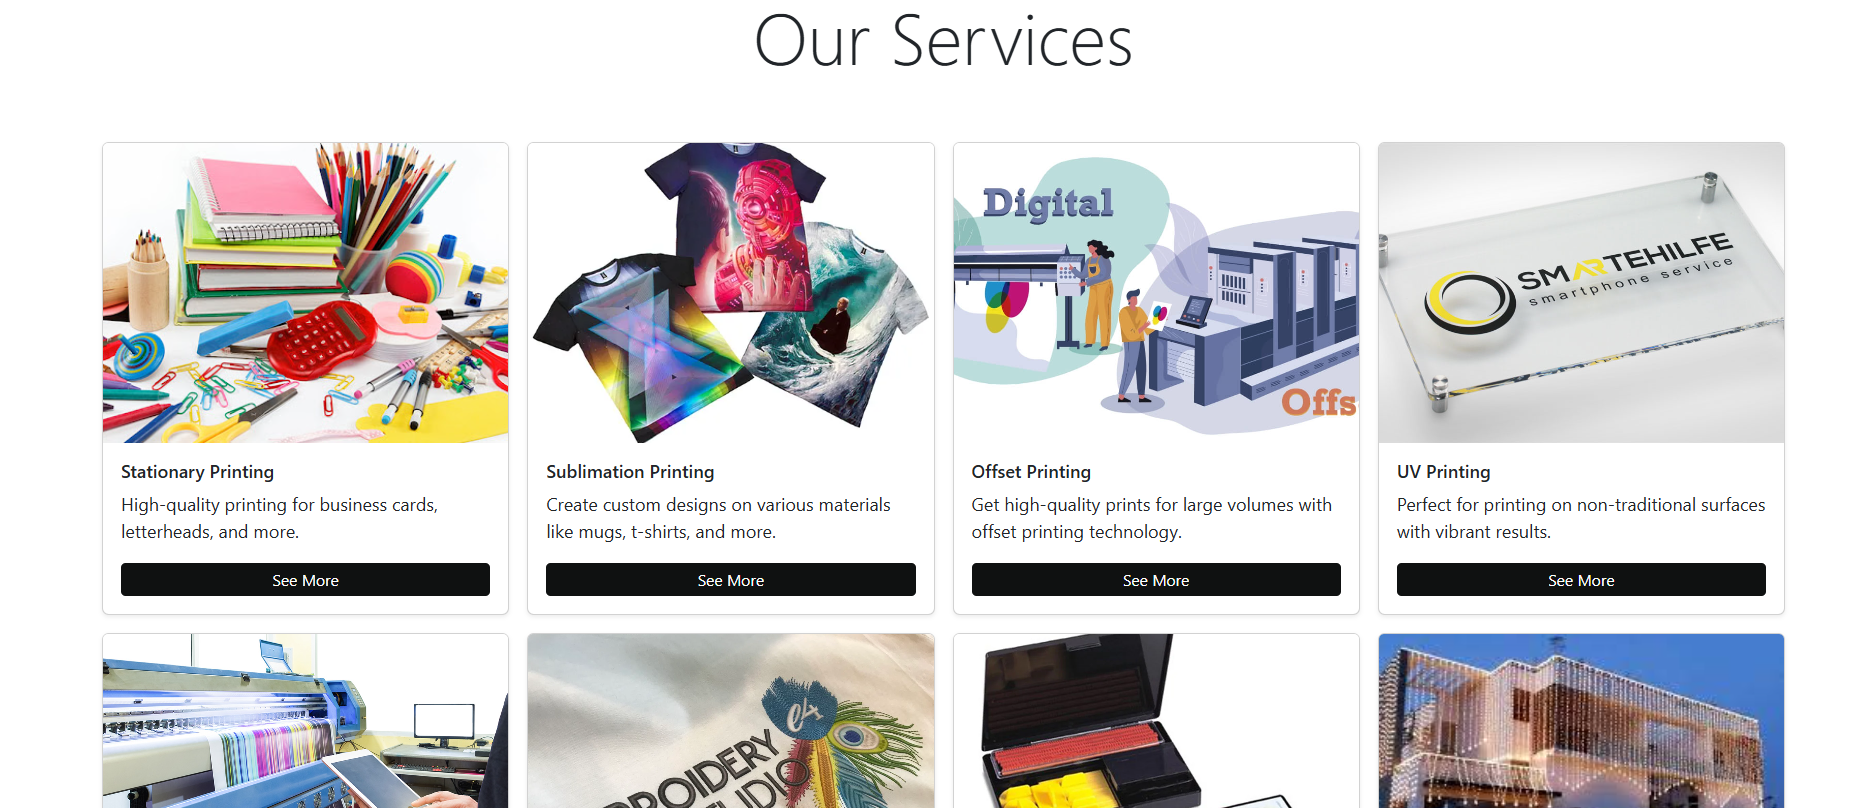 Our Services
Digital
Offs
SMARTEHILFE
smartphone service
Stationary Printing
High-quality printing for business cards,
letterheads, and more.
See More
Sublimation Printing
Create custom designs on various materials
like mugs, t-shirts, and more.
See More
Offset Printing
Get high-quality prints for large volumes with
offset printing technology.
See More
UV Printing
Perfect for printing on non-traditional surfaces
with vibrant results.
See More
e4
BROIDERY
TUDIO